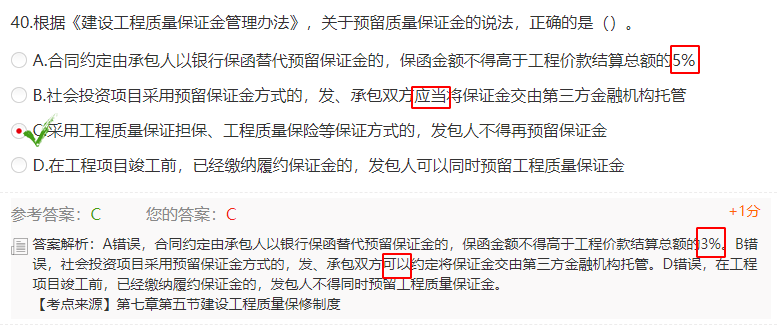 40.根据《建设工程质量保证金管理办法》，关于预留质量保证金的说法，正确的是（）。
A.合同约定由承包人以银行保函替代预留保证金的，保函金额不得高于工程价款结算总额的5%
B.社会投资项目采用预留保证金方式的，发、承包双方应当将保证金交由第三方金融机构托管
C.采用工程质量保证担保、工程质量保险等保证方式的，发包人不得再预留保证金
D.在工程项目竣工前，已经缴纳履约保证金的，发包人可以同时预留工程质量保证金
参考答案：C 您的答案：C +1分
答案解析：A错误，合同约定由承包人以银行保函替代预留保证金的，保函金额不得高于工程价款结算总额的3%。B错
误，社会投资项目采用预留保证金方式的，发、承包双方可以约定将保证金交由第三方金融机构托管。D错误，在工程
项目竣工前，已经缴纳履约保证金的，发包人不得同时预留工程质量保证金。
【考点来源】第七章第五节建设工程质量保修制度